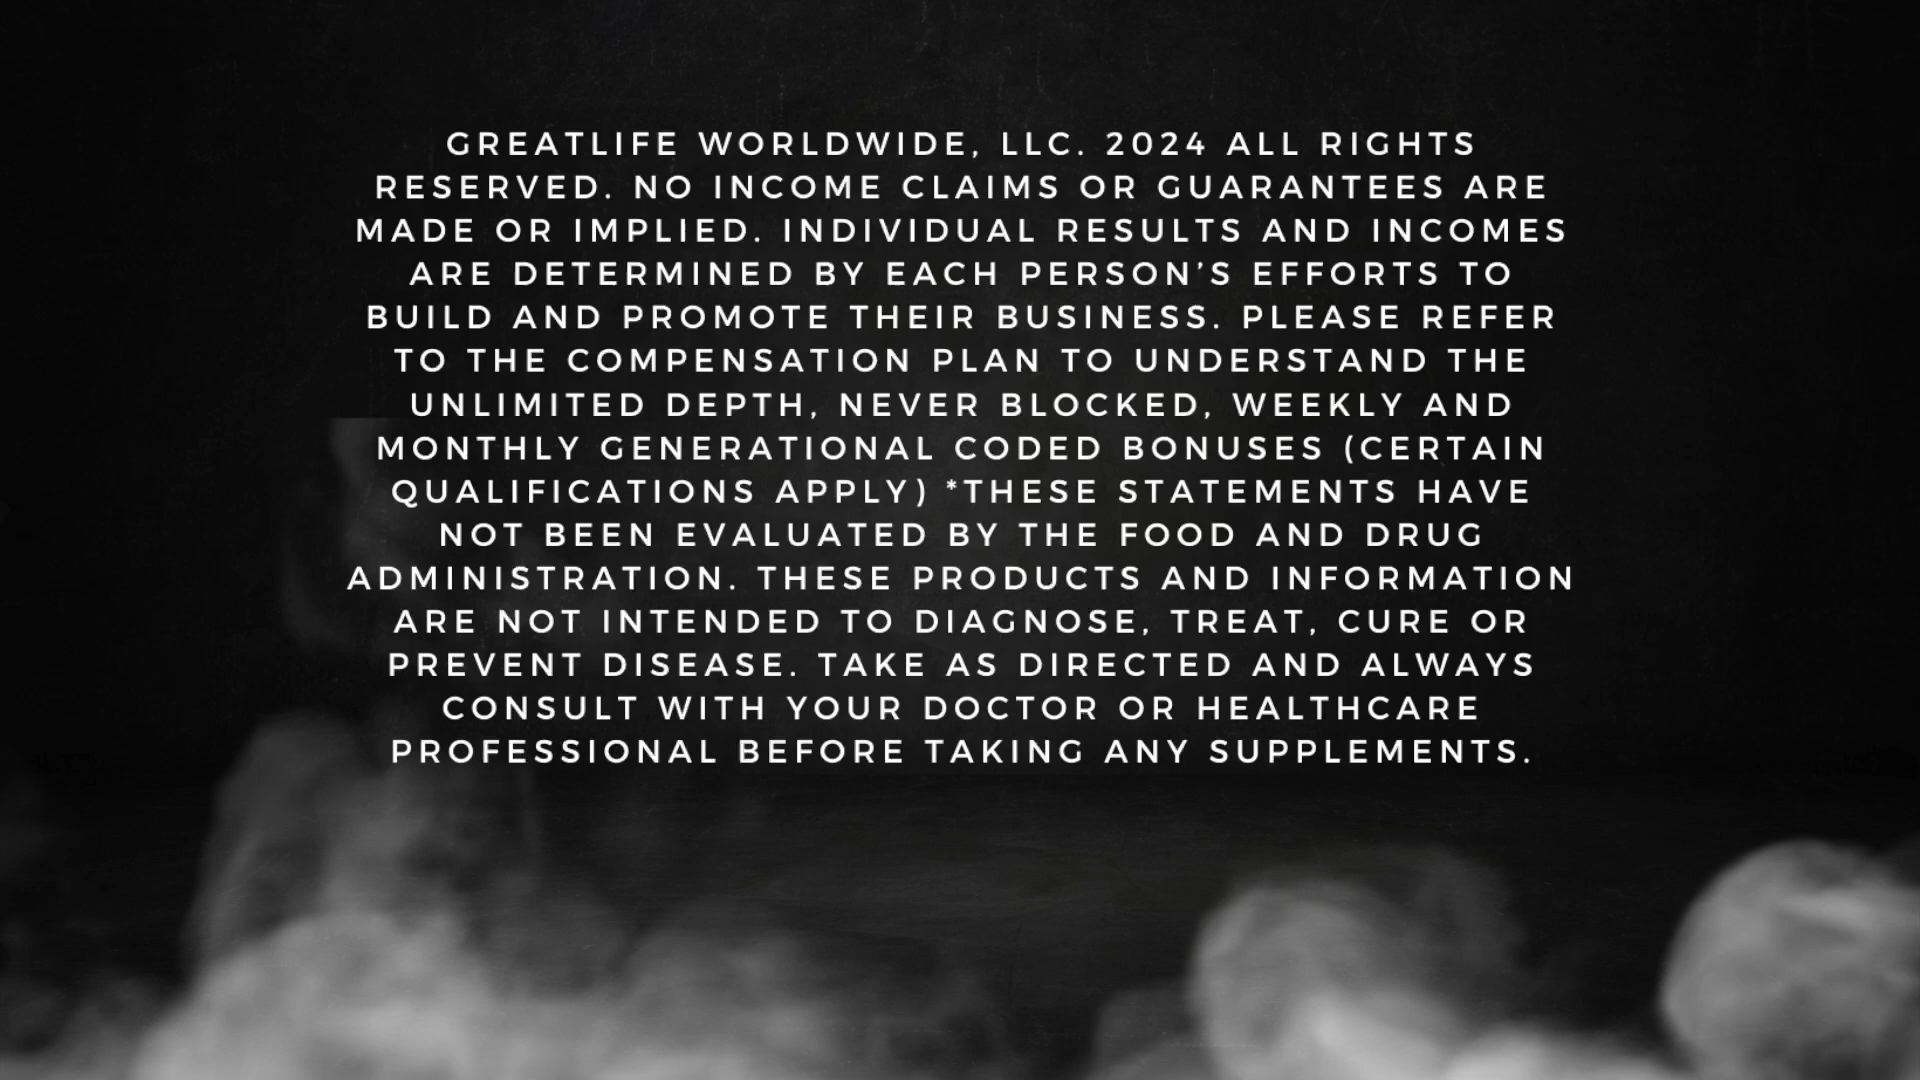 GREATLIFE WORLDWIDE, LLC. 2024 ALL RIGHTS
RESERVED. NO INCOME CLAIMS OR GUARANTEES ARE
MADE OR IMPLIED. INDIVIDUAL RESULTS AND INCOMES
ARE DETERMINED BY EACH PERSON’S EFFORTS TO
BUILD AND PROMOTE THEIR BUSINESS. PLEASE REFER
TO THE COMPENSATION PLAN TO UNDERSTAND THE
UNLIMITED DEPTH, NEVER BLOCKED, WEEKLY AND
MONTHLY GENERATIONAL CODED BONUSES (CERTAIN
QUALIFICATIONS APPLY) *THESE STATEMENTS HAVE
NOT BEEN EVALUATED BY THE FOOD AND DRUG
ADMINISTRATION. THESE PRODUCTS AND INFORMATION
ARE NOT INTENDED TO DIAGNOSE, TREAT, CURE OR
PREVENT DISEASE. TAKE AS DIRECTED AND ALWAYS
CONSULT WITH YOUR DOCTOR OR HEALTHCARE
PROFESSIONAL BEFORE TAKING ANY SUPPLEMENTS.